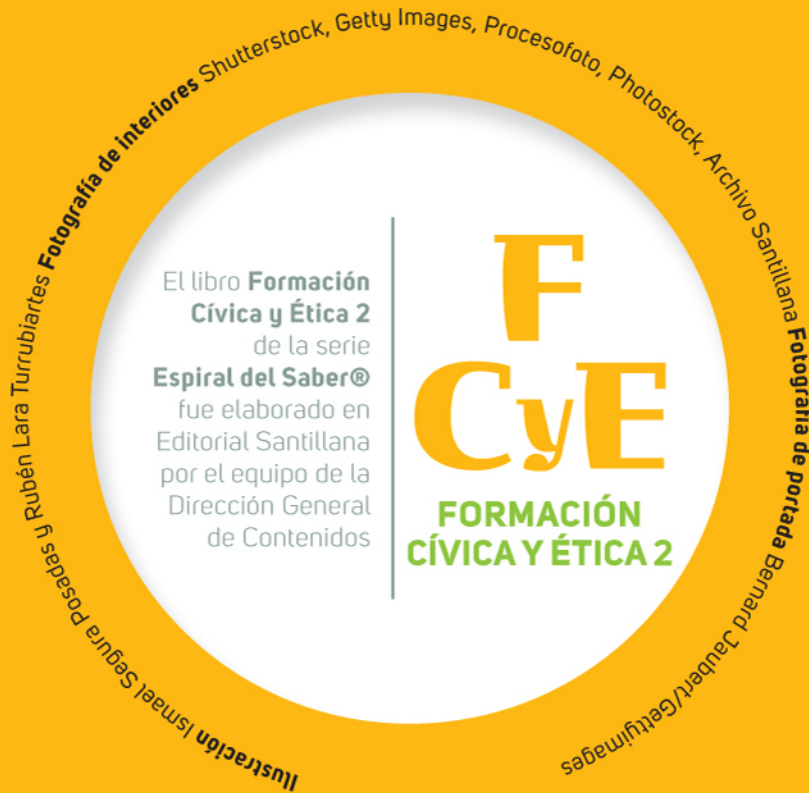 Ilustración Ismael Segura Posadas y Rubén Lara Turrubiartes Fotografía de interiores Shutterstock, Getty Images, Procesofoto, Photostock, Archivo Santillana Fotografía de portada Bernard Jaubert/Gettyimages
El libro Formación
Cívica y Ética 2
de la serie
Espiral del Saber®
fue elaborado en
Editorial Santillana
por el equipo de la
Dirección General
de Contenidos
F
CyE
FORMACIÓN
CÍVICA Y ÉTICA 2